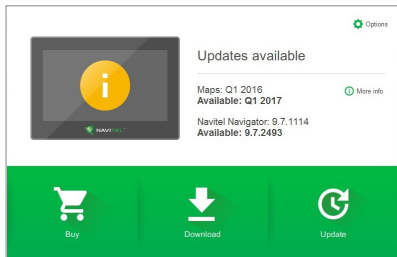 Options
Updates available
Maps: Q1 2016
Available: Q1 2017
More info
Navitel Navigator: 9.7.1114
Available: 9.7.2493
NAVITEL
Buy
Download
Update